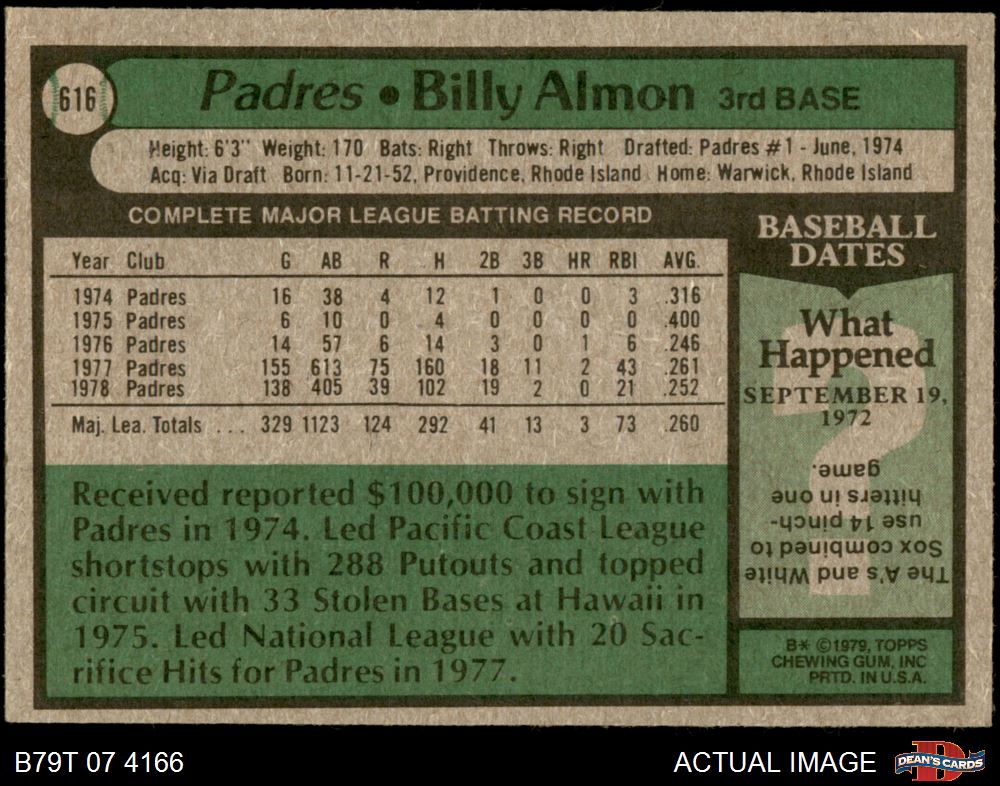 616
Padres • Billy Almon 3rd BASE
Height: 6'3" Weight: 170 Bats: Right Throws: Right Drafted: Padres #1 - June, 1974
Acq: Via Draft Born: 11-21-52, Providence, Rhode Island Home: Warwick, Rhode Island
COMPLETE MAJOR LEAGUE BATTING RECORD
Year Club G AB R H 2B 3B HR RBI AVG.
1974 Padres 16 38 4 12 1 0 0 3 .316
1975 Padres 6 10 0 4 0 0 0 0 .400
1976 Padres 14 57 6 14 3 0 1 6 .246
1977 Padres 155 613 75 160 18 11 2 43 .261
1978 Padres 138 405 39 102 19 2 0 21 .252
Maj. Lea. Totals ... 329 1123 124 292 41 13 3 73 .260
Received reported $100,000 to sign with
Padres in 1974. Led Pacific Coast League
shortstops with 288 Putouts and topped
circuit with 33 Stolen Bases at Hawaii in
1975. Led National League with 20 Sac-
rifice Hits for Padres in 1977.
BASEBALL
DATES
What
Happened
SEPTEMBER 19,
1972
The A's and White
Sox combined to
use 14 pinch-
hitters in one
game.
B* ©1979, TOPPS
CHEWING GUM, INC
PRTD. IN U.S.A.
B79T 07 4166
ACTUAL IMAGE
D
DEAN'S CARDS